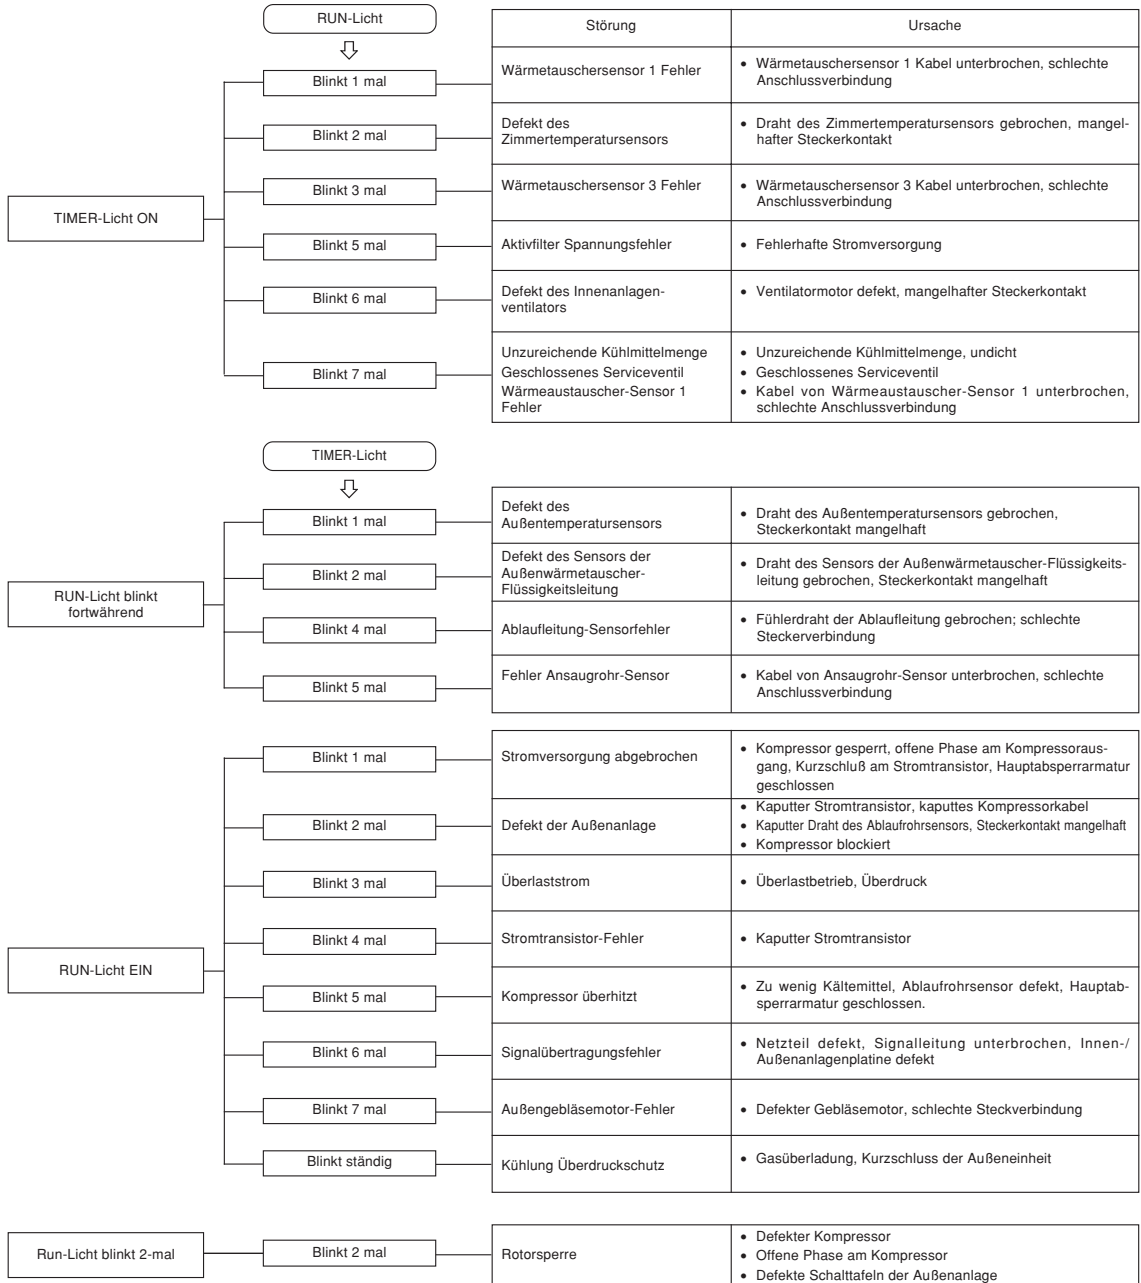 RUN-Licht
Störung
Ursache
TIMER-Licht ON
Blinkt 1 mal
Wärmetauschersensor 1 Fehler
• Wärmetauschersensor 1 Kabel unterbrochen, schlechte
Anschlussverbindung
Blinkt 2 mal
Defekt des
Zimmertemperatursensors
• Draht des Zimmertemperatursensors gebrochen, mangel-
hafter Steckerkontakt
Blinkt 3 mal
Wärmetauschersensor 3 Fehler
• Wärmetauschersensor 3 Kabel unterbrochen, schlechte
Anschlussverbindung
Blinkt 5 mal
Aktivfilter Spannungsfehler
• Fehlerhafte Stromversorgung
Blinkt 6 mal
Defekt des Innenanlagen-
ventilators
• Ventilatormotor defekt, mangelhafter Steckerkontakt
Blinkt 7 mal
Unzureichende Kühlmittelmenge
Geschlossenes Serviceventil
Wärmeaustauscher-Sensor 1
Fehler
• Unzureichende Kühlmittelmenge, undicht
• Geschlossenes Serviceventil
• Kabel von Wärmeaustauscher-Sensor 1 unterbrochen,
schlechte Anschlussverbindung
TIMER-Licht
RUN-Licht blinkt
fortwährend
Blinkt 1 mal
Defekt des
Außentemperatursensors
• Draht des Außentemperatursensors gebrochen,
Steckerkontakt mangelhaft
Blinkt 2 mal
Defekt des Sensors der
Außenwärmetauscher-
Flüssigkeitsleitung
• Draht des Sensors der Außenwärmetauscher-Flüssigkeits-
leitung gebrochen, Steckerkontakt mangelhaft
Blinkt 4 mal
Ablaufleitung-Sensorfehler
• Fühlerdraht der Ablaufleitung gebrochen; schlechte
Steckerverbindung
Blinkt 5 mal
Fehler Ansaugrohr-Sensor
• Kabel von Ansaugrohr-Sensor unterbrochen, schlechte
Anschlussverbindung
RUN-Licht EIN
Blinkt 1 mal
Stromversorgung abgebrochen
• Kompressor gesperrt, offene Phase am Kompressoraus-
gang, Kurzschluß am Stromtransistor, Hauptabsperrarmatur
geschlossen
Blinkt 2 mal
Defekt der Außenanlage
• Kaputter Stromtransistor, kaputtes Kompressorkabel
• Kaputter Draht des Ablaufrohrsensors, Steckerkontakt mangelhaft
• Kompressor blockiert
Blinkt 3 mal
Überlaststrom
• Überlastbetrieb, Überdruck
Blinkt 4 mal
Stromtransistor-Fehler
• Kaputter Stromtransistor
Blinkt 5 mal
Kompressor überhitzt
• Zu wenig Kältemittel, Ablaufrohrsensor defekt, Hauptab-
sperrarmatur geschlossen.
Blinkt 6 mal
Signalübertragungsfehler
• Netzteil defekt, Signalleitung unterbrochen, Innen-/
Außenanlagenplatine defekt
Blinkt 7 mal
Außengebläsemotor-Fehler
• Defekter Gebläsemotor, schlechte Steckverbindung
Blinkt ständig
Kühlung Überdruckschutz
• Gasüberladung, Kurzschluss der Außeneinheit
Run-Licht blinkt 2-mal
Blinkt 2 mal
Rotorsperre
• Defekter Kompressor
• Offene Phase am Kompressor
• Defekte Schalttafeln der Außenanlage